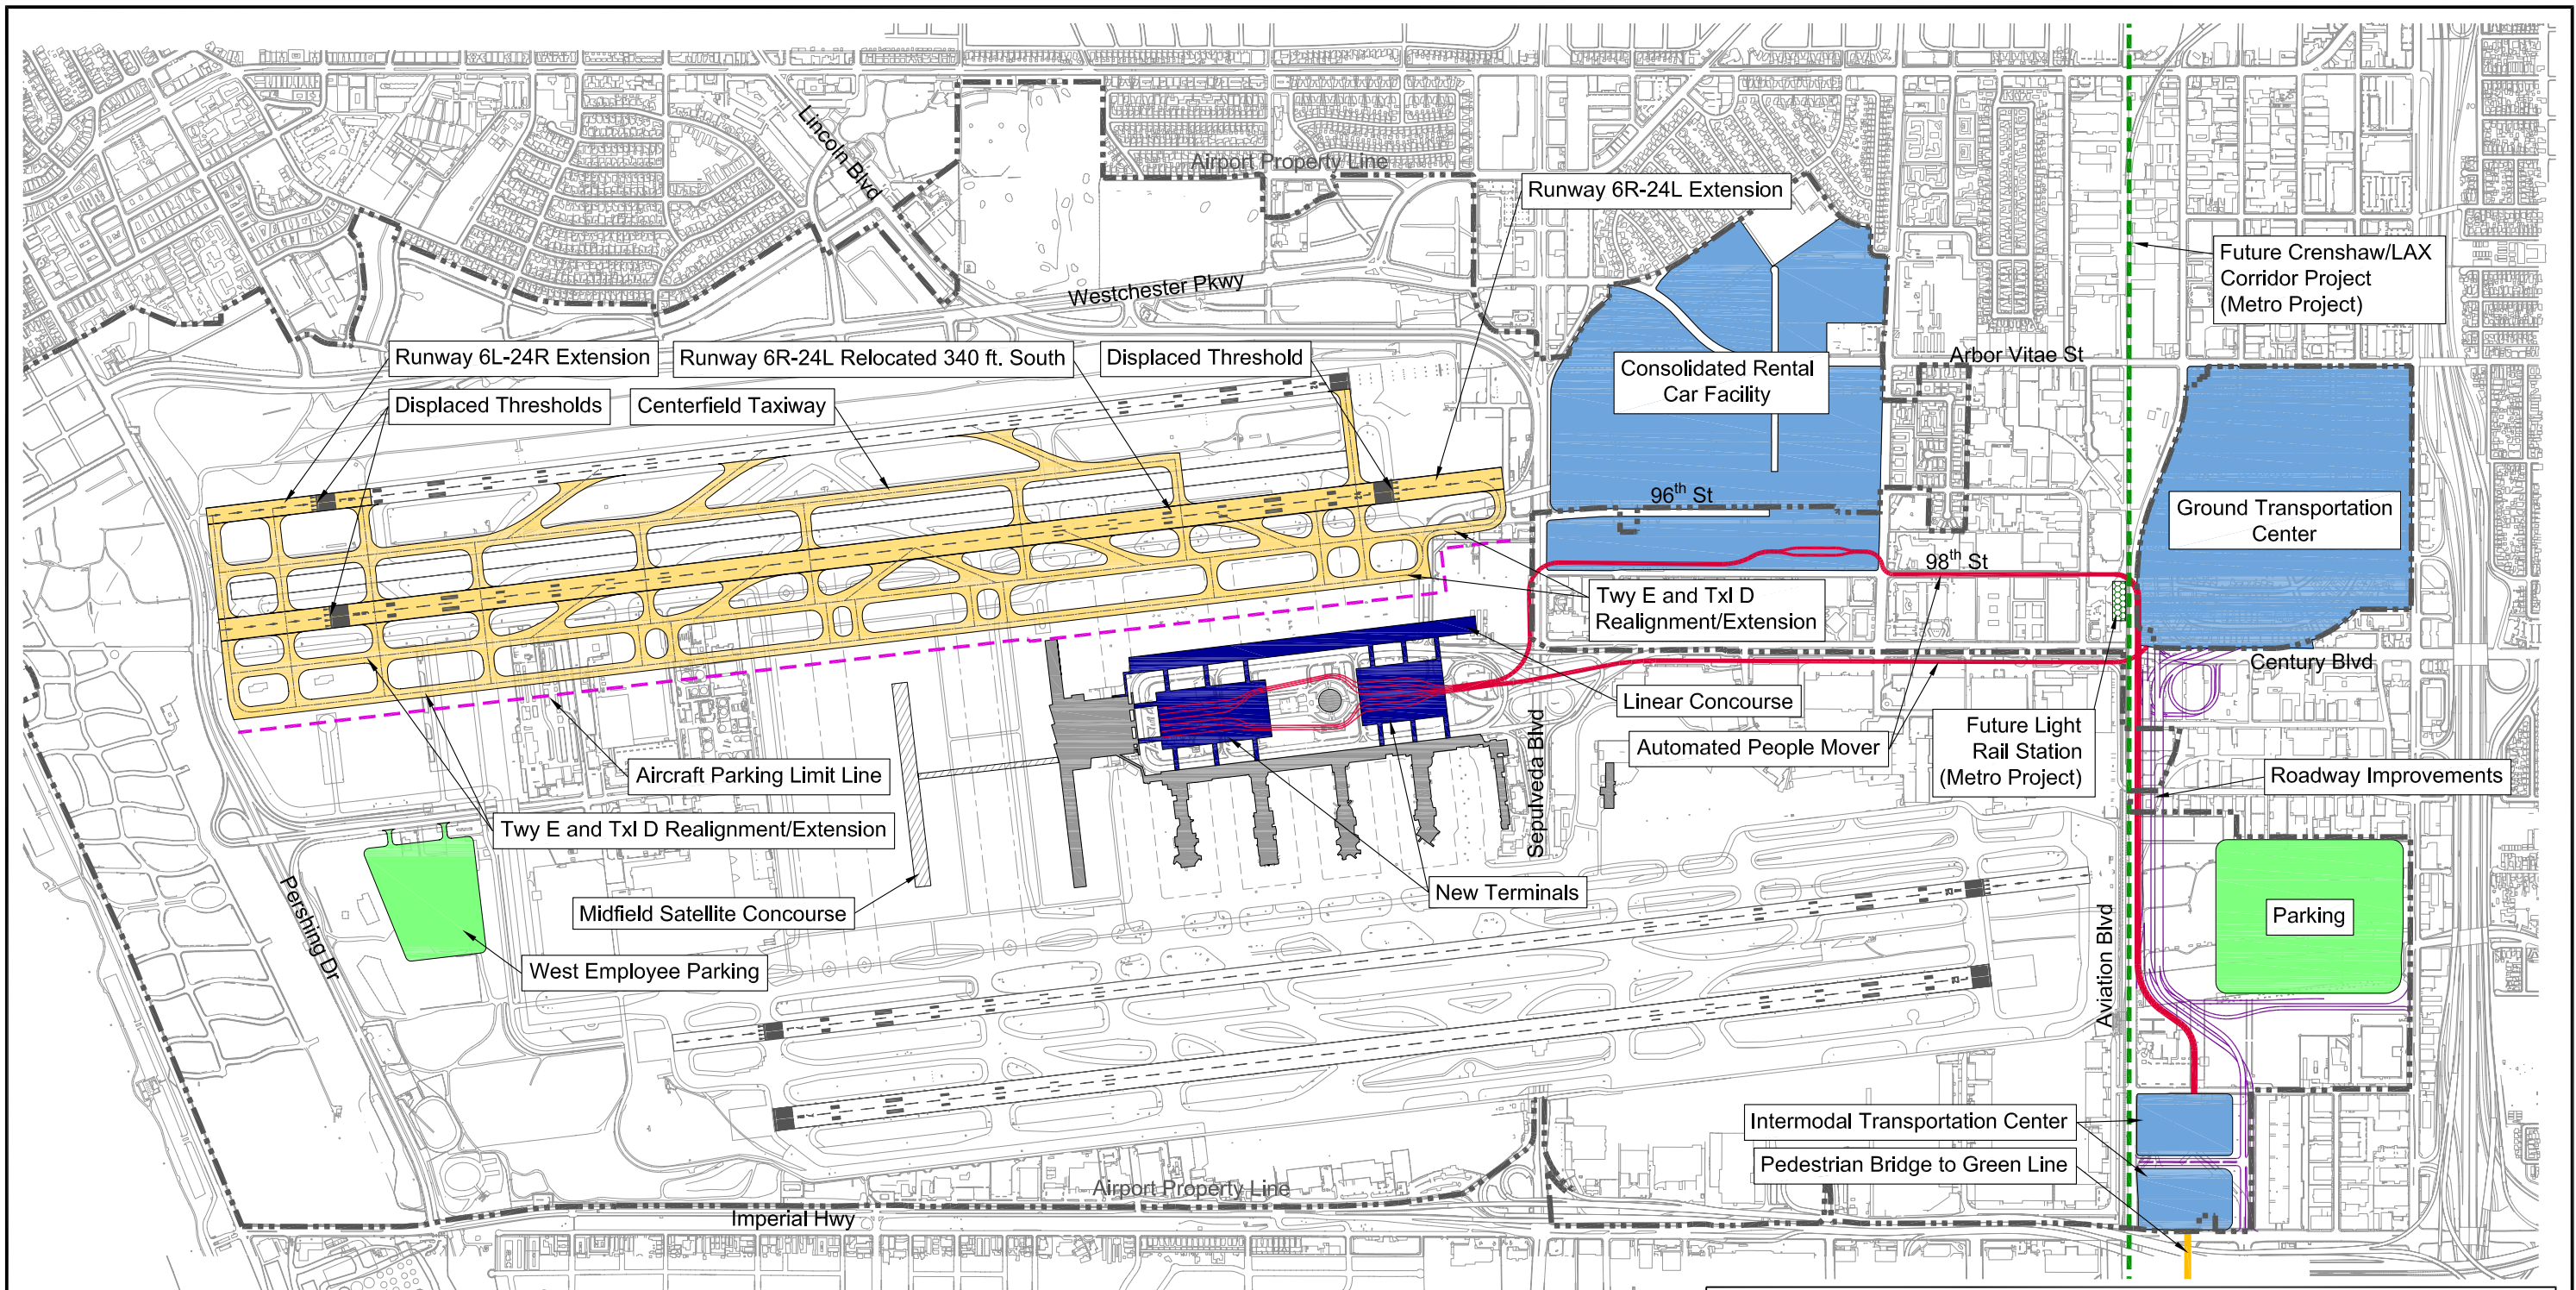 Lincoln Blvd
Airport Property Line
Runway 6R-24L Extension
Westchester Pkwy
Future Crenshaw/LAX
Corridor Project
(Metro Project)
Runway 6L-24R Extension
Runway 6R-24L Relocated 340 ft. South
Displaced Threshold
Displaced Thresholds
Centerfield Taxiway
Consolidated Rental
Car Facility
Arbor Vitae St
96th St
Ground Transportation
Center
98th St
Twy E and Txl D
Realignment/Extension
Century Blvd
Linear Concourse
Sepulveda Blvd
Automated People Mover
Future Light
Rail Station
(Metro Project)
Aircraft Parking Limit Line
Roadway Improvements
Twy E and Txl D Realignment/Extension
New Terminals
Midfield Satellite Concourse
Parking
Pershing Dr
West Employee Parking
Aviation Blvd
Intermodal Transportation Center
Pedestrian Bridge to Green Line
Airport Property Line
Imperial Hwy